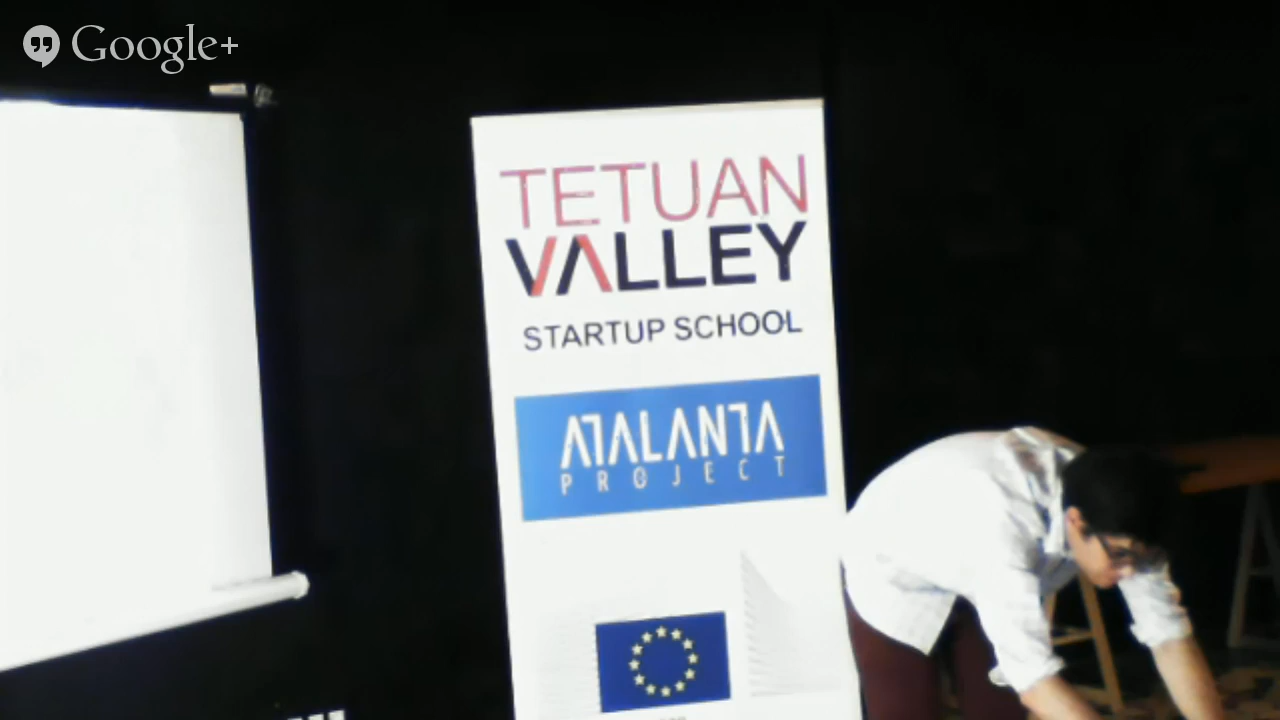 Google+
TETUAN
VALLEY
STARTUP SCHOOL
ATALANTA
PROJECT